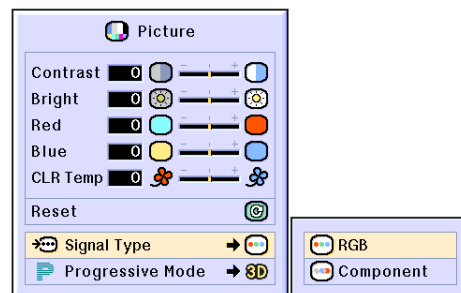 Picture
Contrast 0 - +
Bright 0 - +
Red 0 - +
Blue 0 - +
CLR Temp 0 - +
Reset
Signal Type
Progressive Mode 3D
RGB
Component